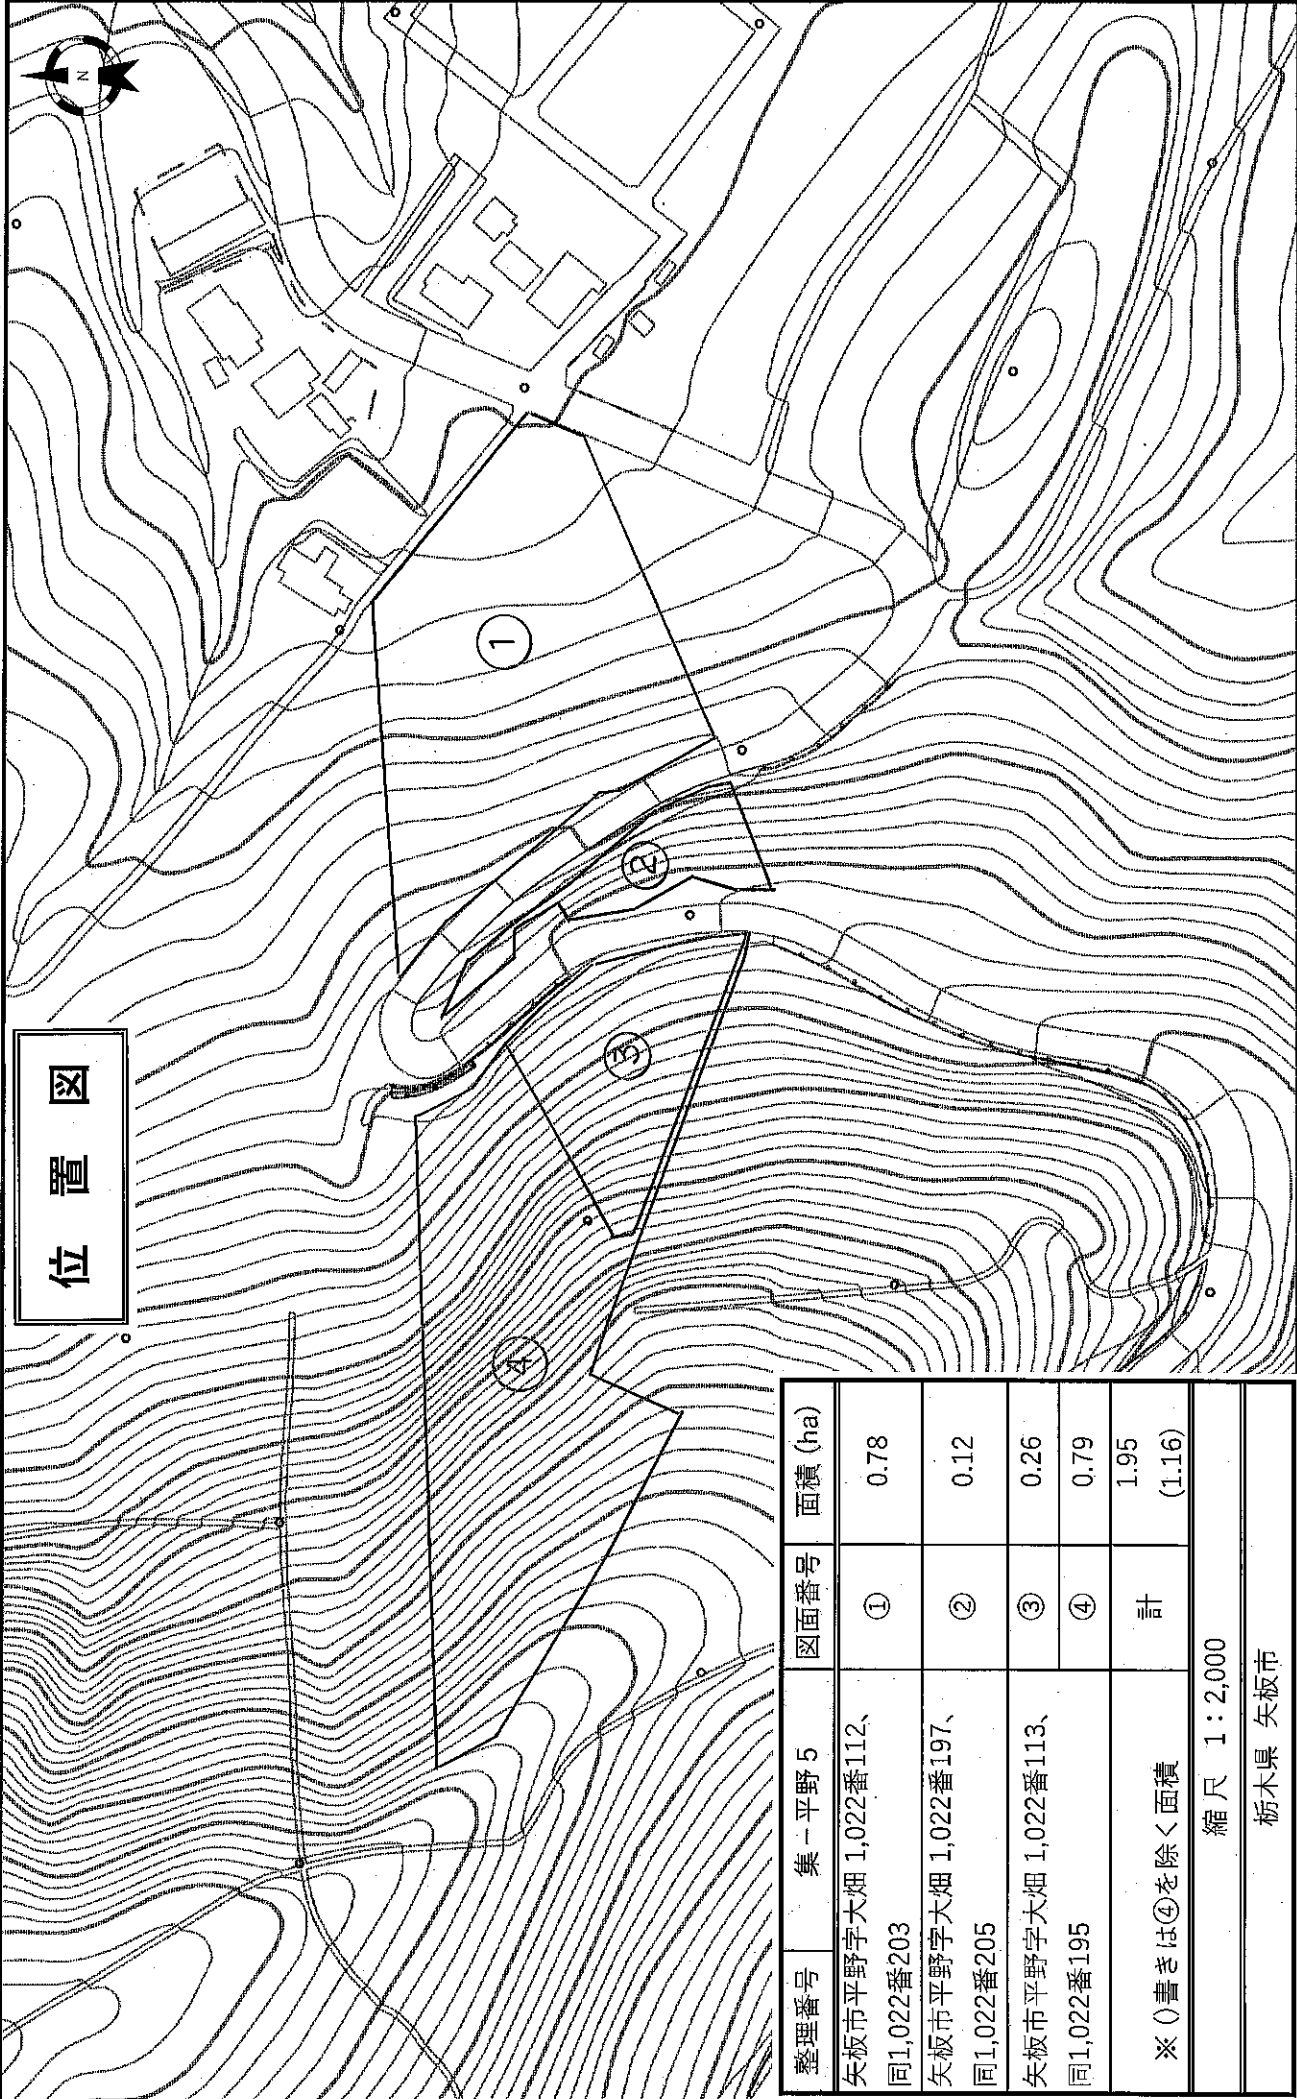 位置図
N
①
②
③
④
整理番号 集－平野５ 図面番号 面積 (ha)
矢板市平野字大畑 1,022番112、
同1,022番203 ① 0.78
矢板市平野字大畑 1,022番197、
同1,022番205 ② 0.12
矢板市平野字大畑 1,022番113、 ③ 0.26
同1,022番195 ④ 0.79
計 1.95
※ ()書きは④を除く面積 (1.16)
縮 尺 1：2,000
栃木県 矢板市